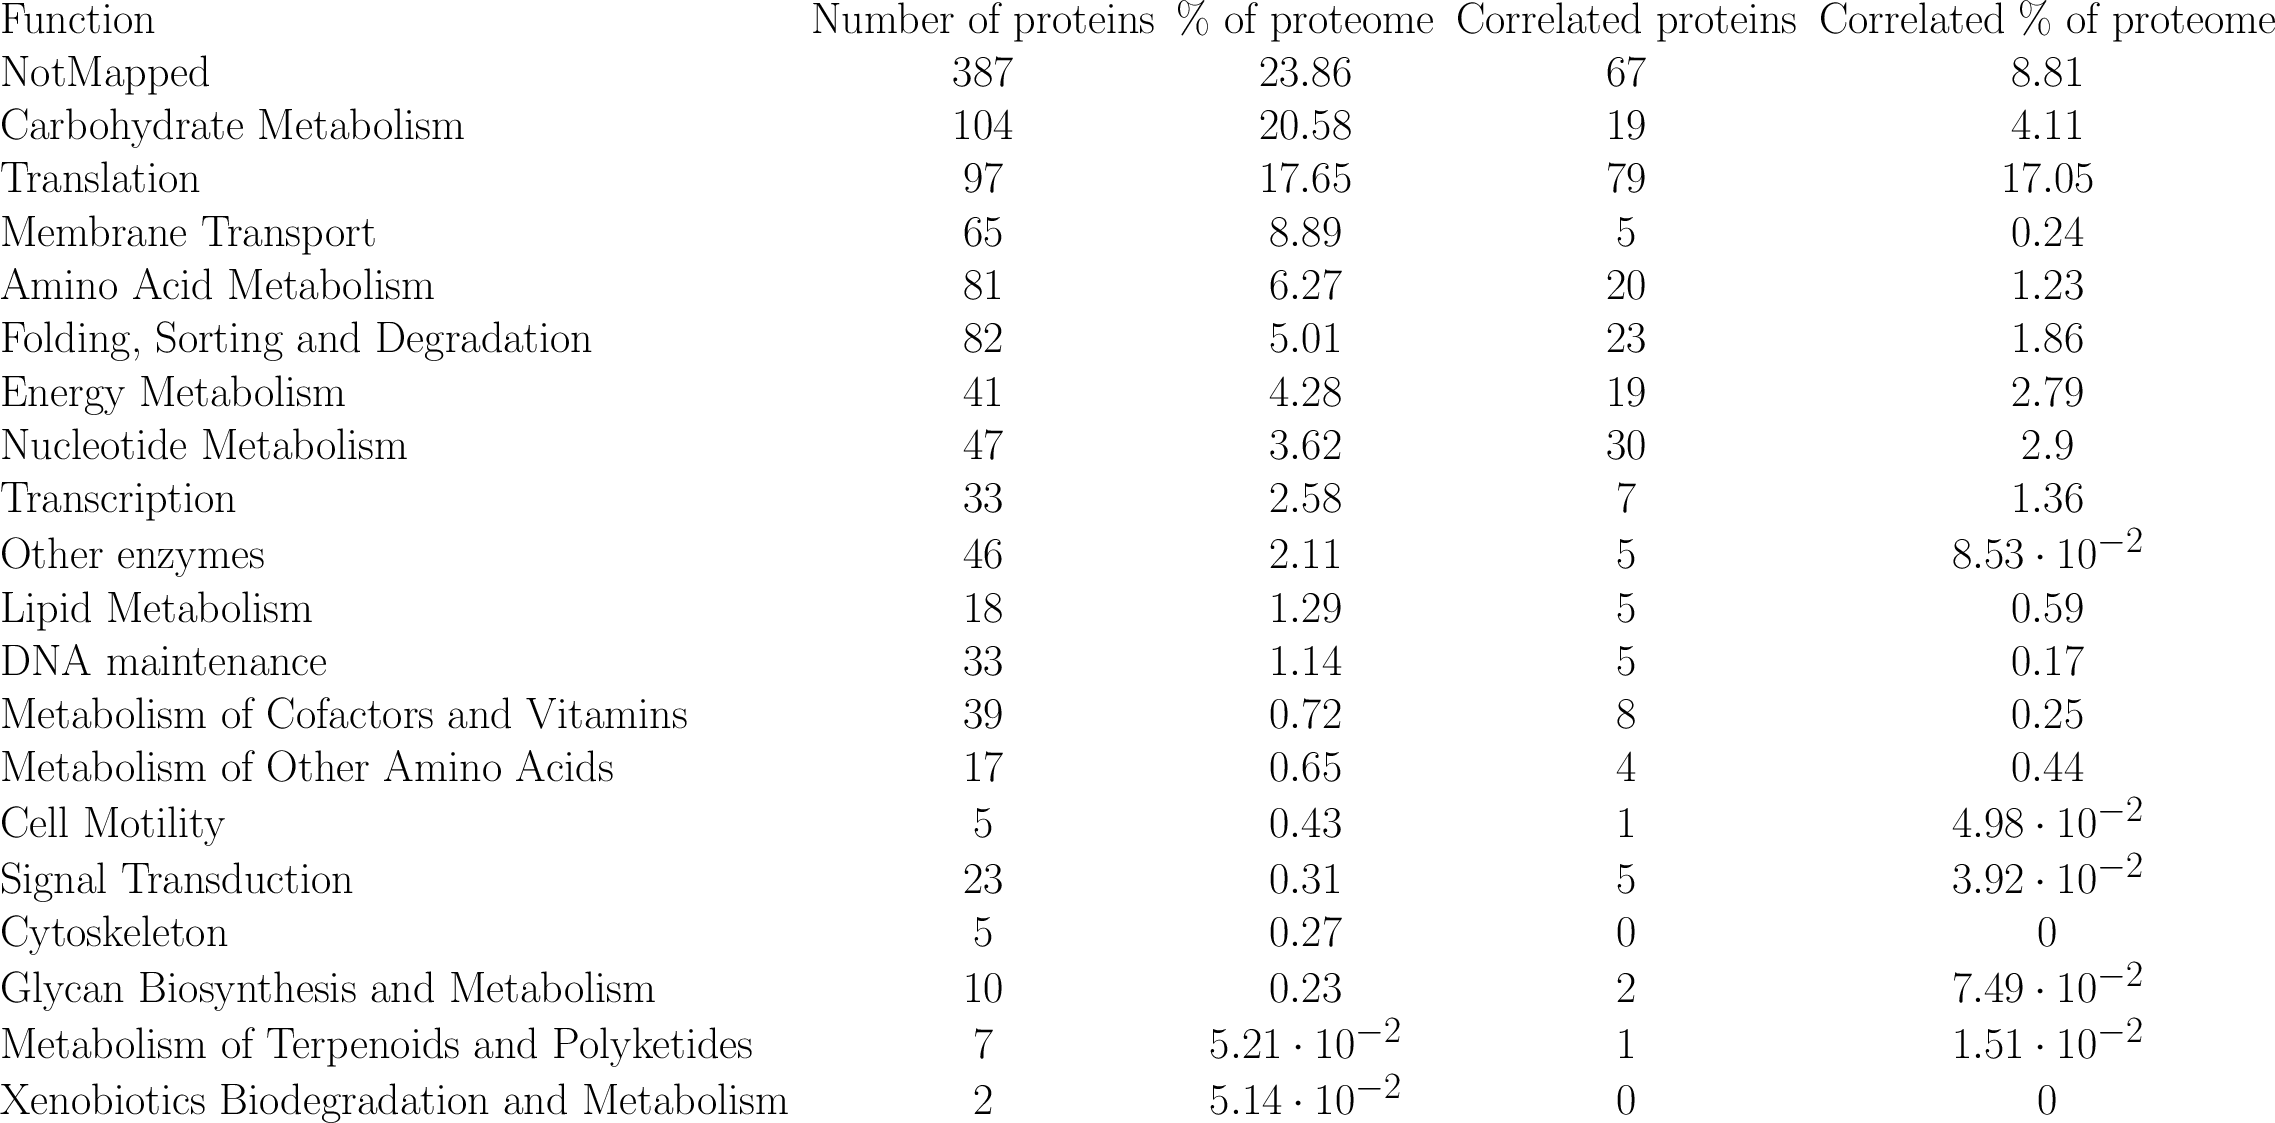 Function Number of proteins % of proteome Correlated proteins Correlated % of proteome
NotMapped 387 23.86 67 8.81
Carbohydrate Metabolism 104 20.58 19 4.11
Translation 97 17.65 79 17.05
Membrane Transport 65 8.89 5 0.24
Amino Acid Metabolism 81 6.27 20 1.23
Folding, Sorting and Degradation 82 5.01 23 1.86
Energy Metabolism 41 4.28 19 2.79
Nucleotide Metabolism 47 3.62 30 2.9
Transcription 33 2.58 7 1.36
Other enzymes 46 2.11 5 8.53 · 10⁻²
Lipid Metabolism 18 1.29 5 0.59
DNA maintenance 33 1.14 5 0.17
Metabolism of Cofactors and Vitamins 39 0.72 8 0.25
Metabolism of Other Amino Acids 17 0.65 4 0.44
Cell Motility 5 0.43 1 4.98 · 10⁻²
Signal Transduction 23 0.31 5 3.92 · 10⁻²
Cytoskeleton 5 0.27 0 0
Glycan Biosynthesis and Metabolism 10 0.23 2 7.49 · 10⁻²
Metabolism of Terpenoids and Polyketides 7 5.21 · 10⁻² 1 1.51 · 10⁻²
Xenobiotics Biodegradation and Metabolism 2 5.14 · 10⁻² 0 0